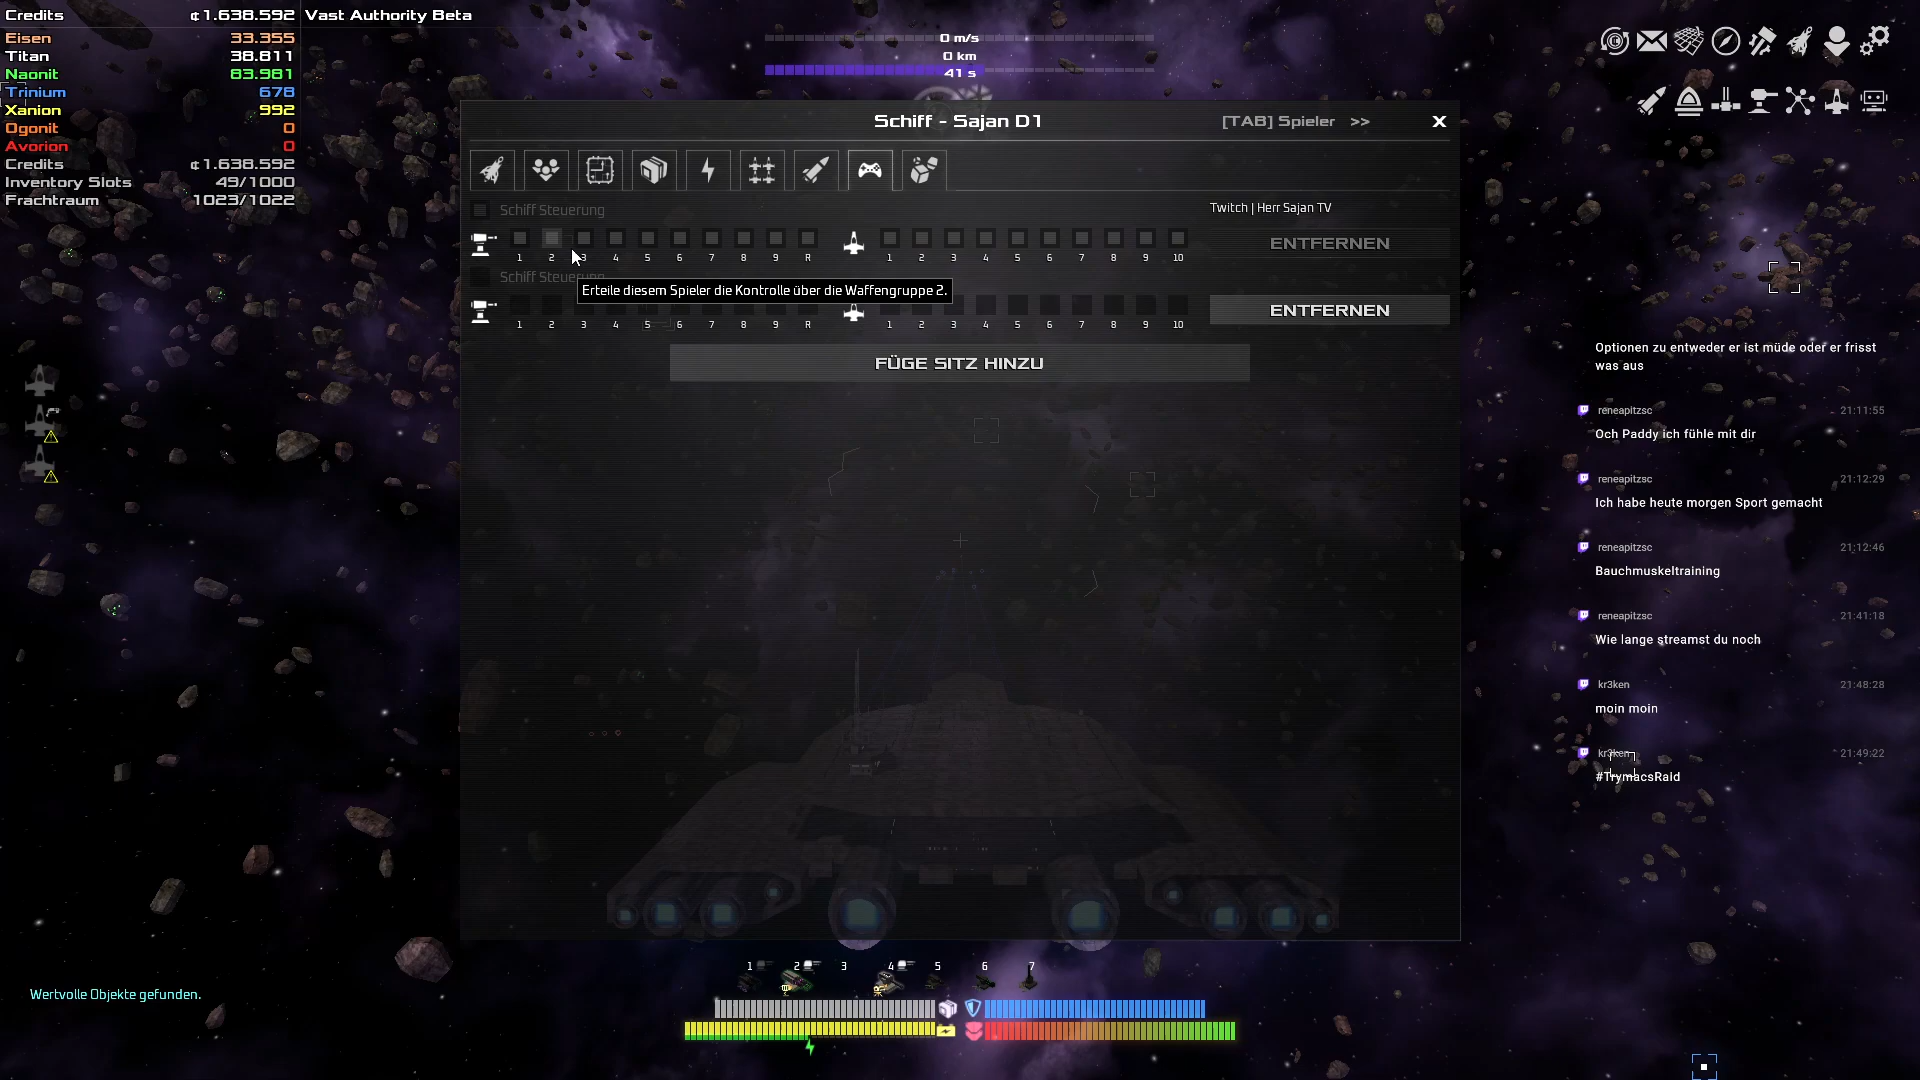 Credits ¢1.638.592 Vast Authority Beta
Eisen 33.355
Titan 38.811
Naonit 83.981
Trinium 678
Xanion 992
Ogonit 0
Avorion 0
Credits ¢1.638.592
Inventory Slots 49/1000
Frachtraum 1023/1022
0 m/s
0 km
41 s
Schiff - Sajan D1
[TAB] Spieler >>
X
Schiff Steuerung
Twitch | Herr Sajan TV
1 2 3 4 5 6 7 8 9 R
1 2 3 4 5 6 7 8 9 10
ENTFERNEN
Schiff Steuerung
Erteile diesem Spieler die Kontrolle über die Waffengruppe 2.
1 2 3 4 5 6 7 8 9 R
1 2 3 4 5 6 7 8 9 10
ENTFERNEN
FÜGE SITZ HINZU
Optionen zu entweder er ist müde oder er frisst
was aus
reneapitzsc 21:11:55
Och Paddy ich fühle mit dir
reneapitzsc 21:12:29
Ich habe heute morgen Sport gemacht
reneapitzsc 21:12:46
Bauchmuskeltraining
reneapitzsc 21:41:18
Wie lange streamst du noch
kr3ken 21:48:28
moin moin
kr3ken 21:49:22
#TrymacsRaid
1 2 3 4 5 6 7
Wertvolle Objekte gefunden.